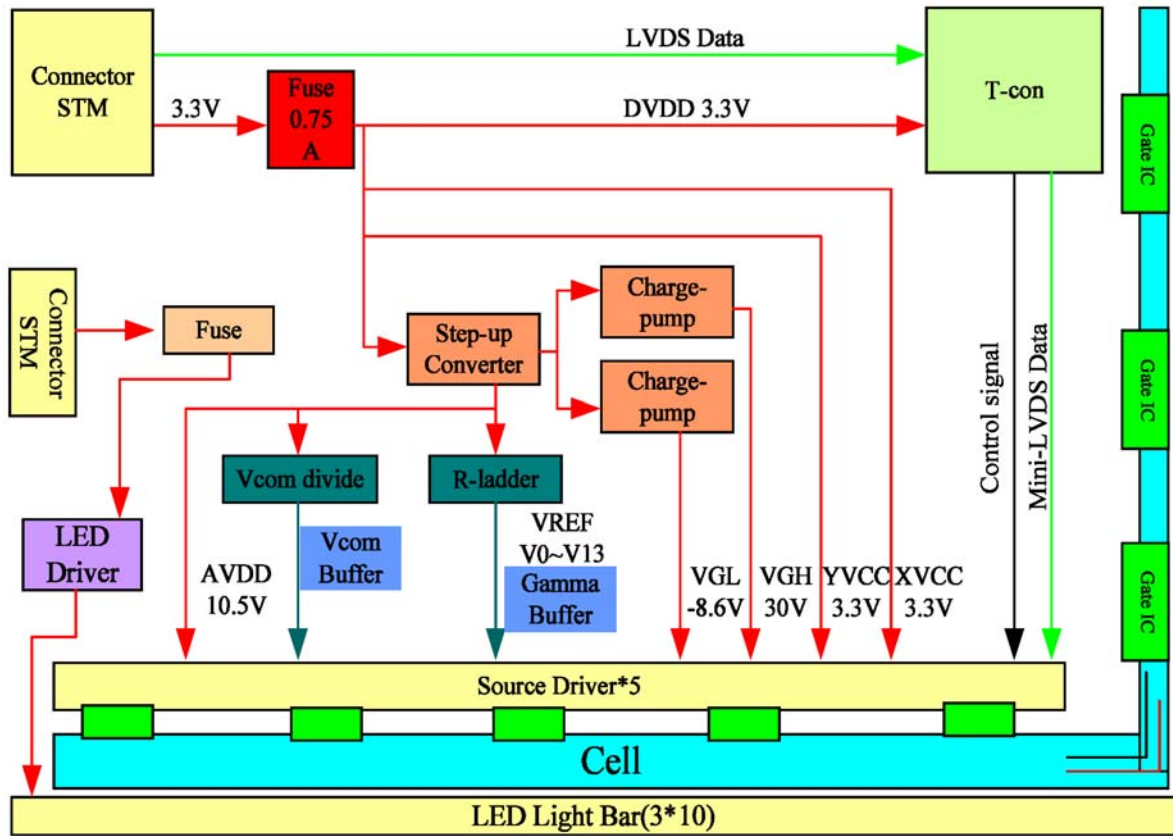 LVDS Data
Connector
STM
3.3V
Fuse
0.75
A
DVDD 3.3V
T-con
Gate IC
Connector
STM
Fuse
Step-up
Converter
Charge-
pump
Charge-
pump
Control signal
Mini-LVDS Data
Gate IC
Vcom divide
R-ladder
LED
Driver
AVDD
10.5V
Vcom
Buffer
VREF
V0~V13
Gamma
Buffer
VGL
-8.6V
VGH
30V
YVCC
3.3V
XVCC
3.3V
Gate IC
Source Driver*5
Cell
LED Light Bar(3*10)